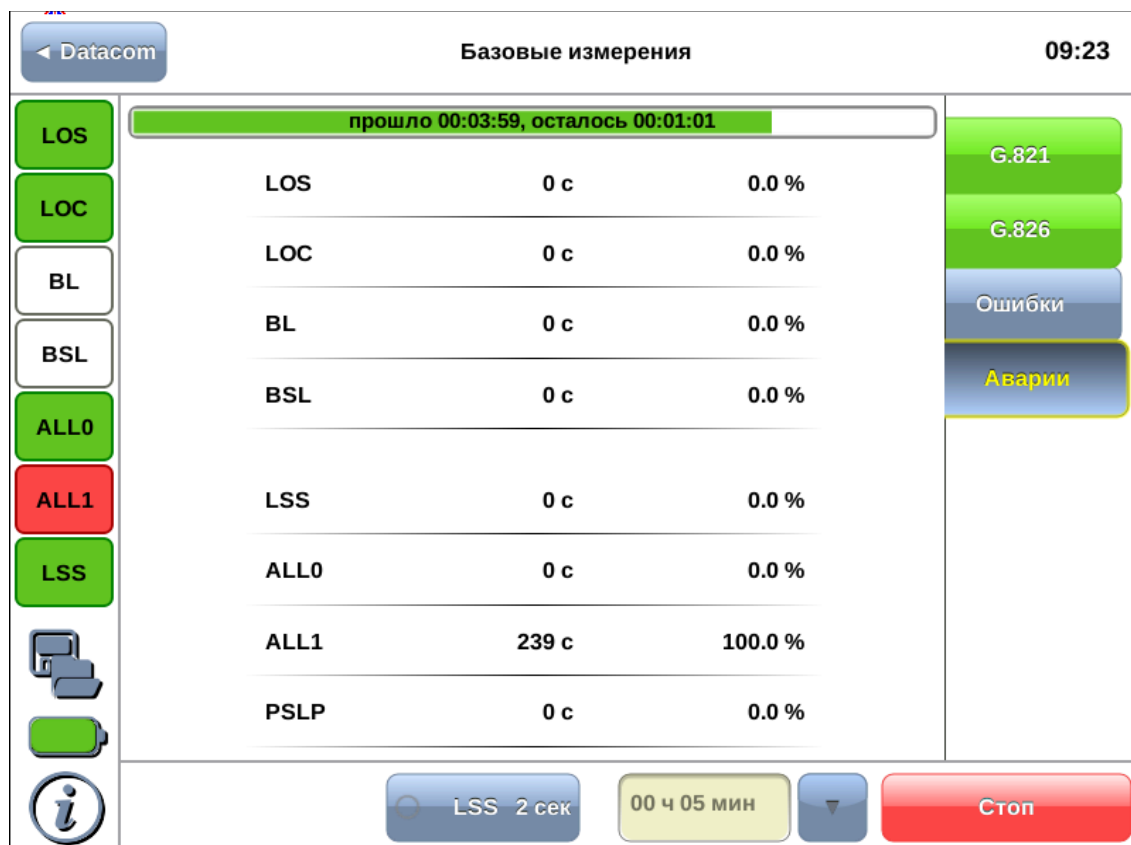 ◄ Datacom
Базовые измерения
09:23
LOS
LOC
BL
BSL
ALL0
ALL1
LSS
прошло 00:03:59, осталось 00:01:01
LOS 0 с 0.0 %
LOC 0 с 0.0 %
BL 0 с 0.0 %
BSL 0 с 0.0 %
LSS 0 с 0.0 %
ALL0 0 с 0.0 %
ALL1 239 с 100.0 %
PSLP 0 с 0.0 %
G.821
G.826
Ошибки
Аварии
i
LSS 2 сек
00 ч 05 мин
▼
Стоп